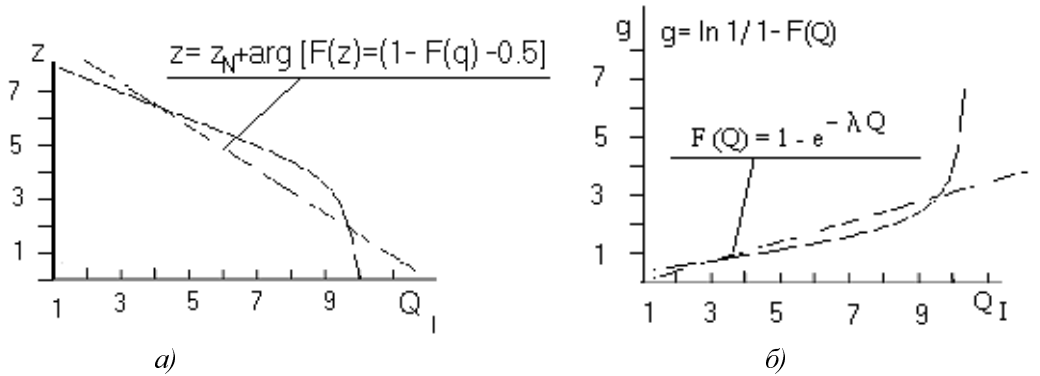 z
z= z_N+arg [F(z)=(1- F(q) -0.5]
7
5
3
1
1 3 5 7 9 Q_I
а)
g
g= ln 1/ 1- F(Q)
7
5
3
1
F (Q) = 1 - e^{- λ Q}
1 3 5 7 9 Q_I
б)